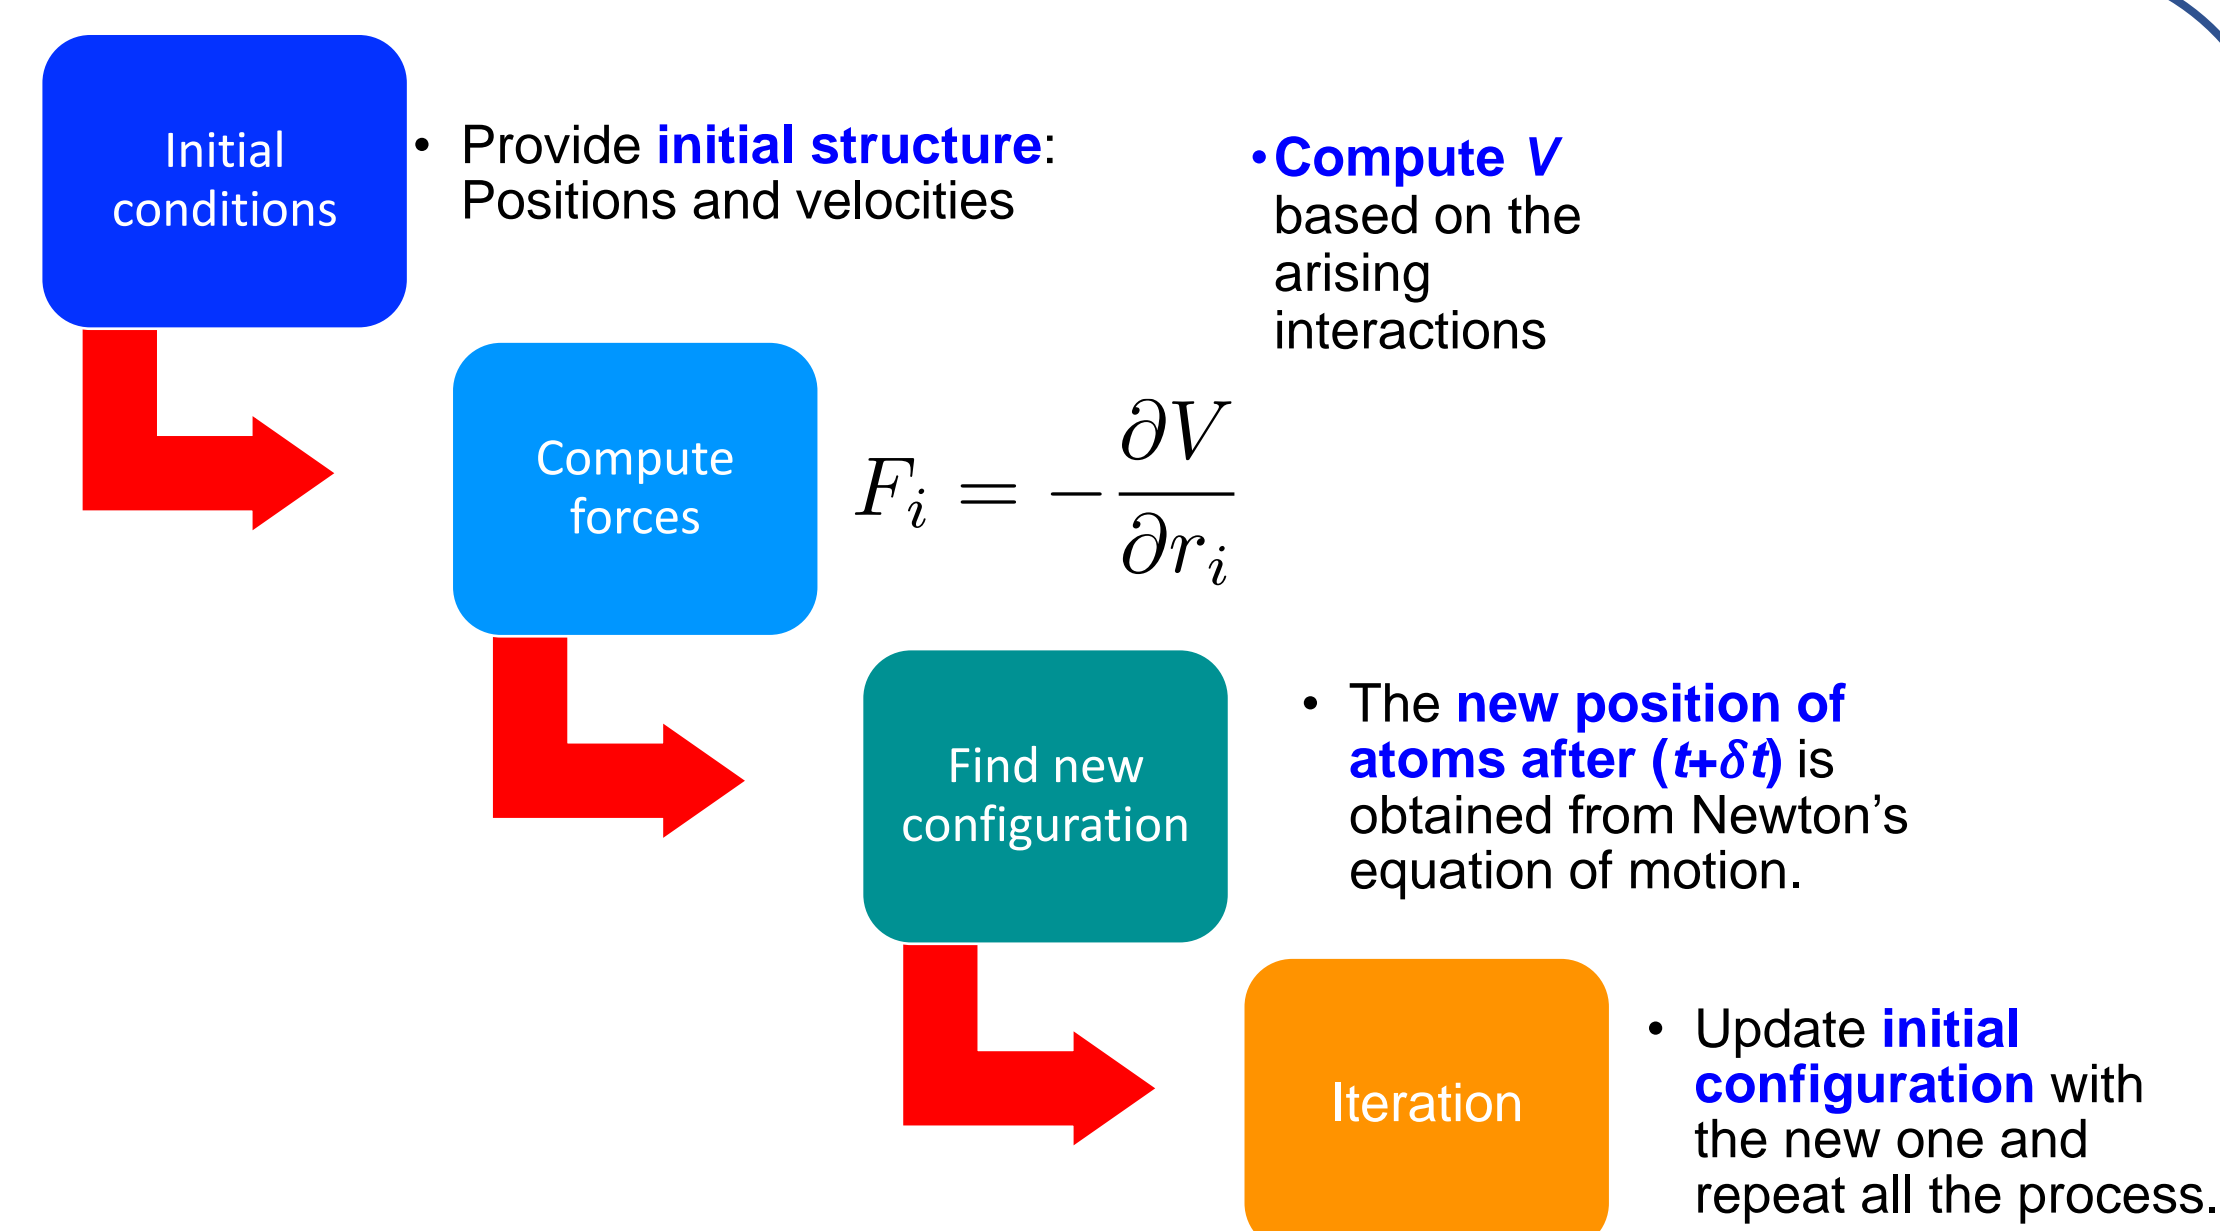 Initial
conditions
• Provide initial structure:
Positions and velocities
• Compute V
based on the
arising
interactions
Compute
forces
F_i = -∂V/∂r_i
Find new
configuration
• The new position of
atoms after (t+δt) is
obtained from Newton’s
equation of motion.
Iteration
• Update initial
configuration with
the new one and
repeat all the process.